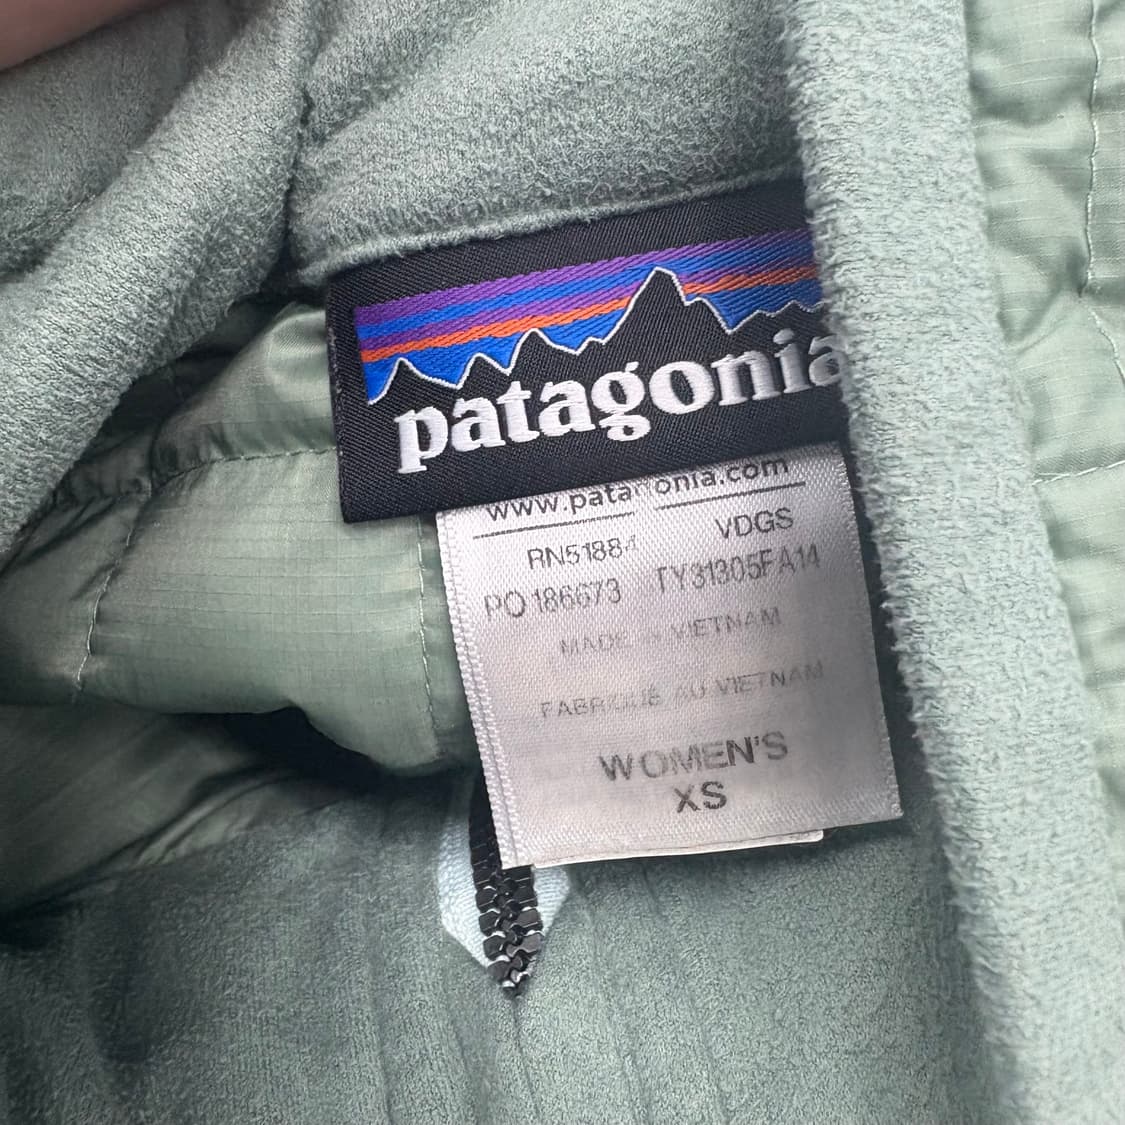 patagonia
www.patagonia.com
RN51884 VDGS
PO 186673 TY31305FA14
MADE IN VIETNAM
FABRIQUÉ AU VIETNAM
WOMEN'S
XS